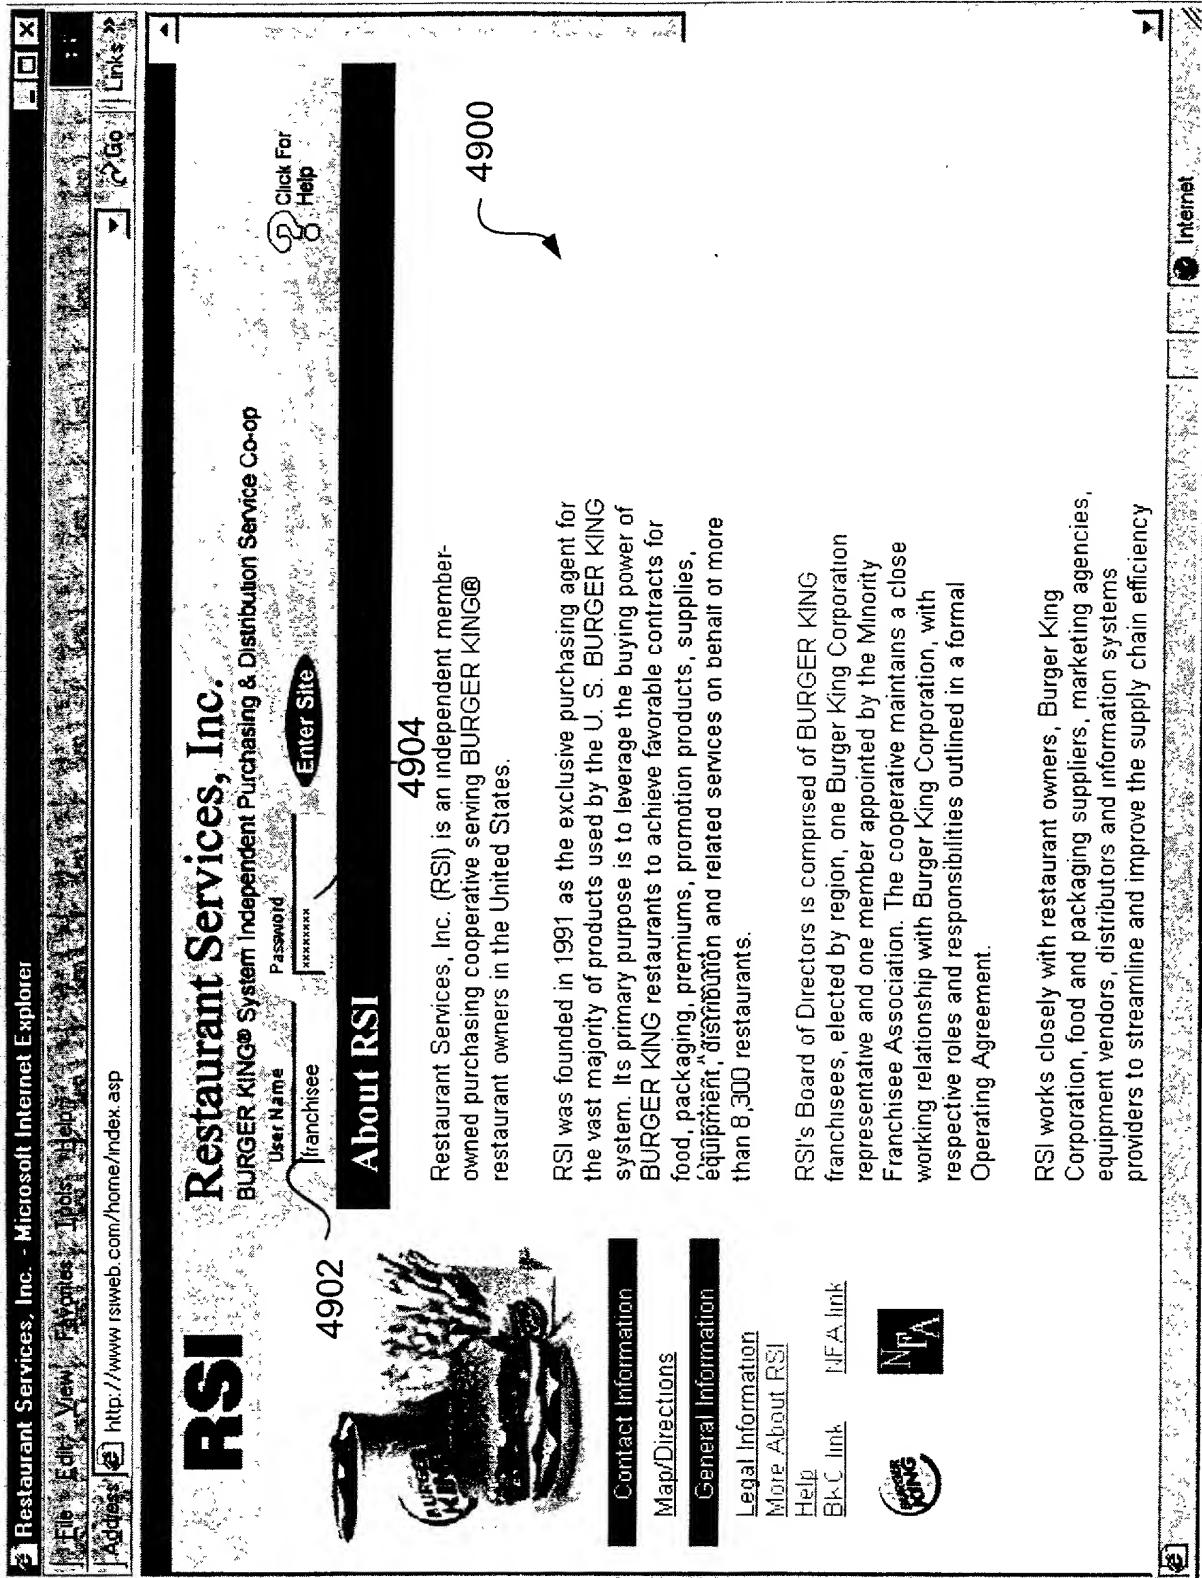 Restaurant Services, Inc. - Microsoft Internet Explorer
File Edit View Favorites Tools Help
Address http://www.rsiweb.com/home/index.asp Go Links »
RSI
Restaurant Services, Inc.
BURGER KING® System Independent Purchasing & Distribution Service Co-op
User Name Password
franchisee xxxxxxxx Enter Site
Click For
Help
4902
4904
4900
About RSI
Restaurant Services, Inc. (RSI) is an independent member-
owned purchasing cooperative serving BURGER KING®
restaurant owners in the United States.
RSI was founded in 1991 as the exclusive purchasing agent for
the vast majority of products used by the U. S. BURGER KING
system. Its primary purpose is to leverage the buying power of
BURGER KING restaurants to achieve favorable contracts for
food, packaging, premiums, promotion products, supplies,
equipment, distribution and related services on behalf of more
than 8,300 restaurants.
RSI's Board of Directors is comprised of BURGER KING
franchisees, elected by region, one Burger King Corporation
representative and one member appointed by the Minority
Franchisee Association. The cooperative maintains a close
working relationship with Burger King Corporation, with
respective roles and responsibilities outlined in a formal
Operating Agreement.
RSI works closely with restaurant owners, Burger King
Corporation, food and packaging suppliers, marketing agencies,
equipment vendors, distributors and information systems
providers to streamline and improve the supply chain efficiency
BURGER
KING
Contact Information
Map/Directions
General Information
Legal Information
More About RSI
Help
BKC link NFA link
BURGER
KING
NFA
Internet